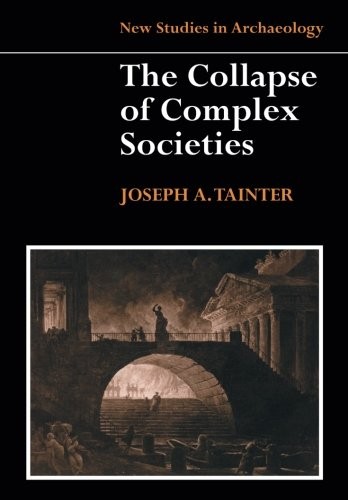 New Studies in Archaeology
The Collapse
of Complex
Societies
JOSEPH A. TAINTER